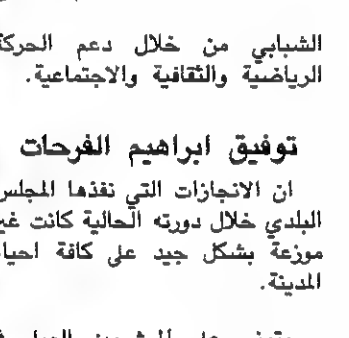 الشبابي من خلال دعم الحركة
الرياضية والثقافية والاجتماعية.
توفيق ابراهيم الفرحات
ان الانجازات التي نفذها المجلس
البلدي خلال دورته الحالية كانت غير
موزعة بشكل جيد على كافة احياء
المدينة.